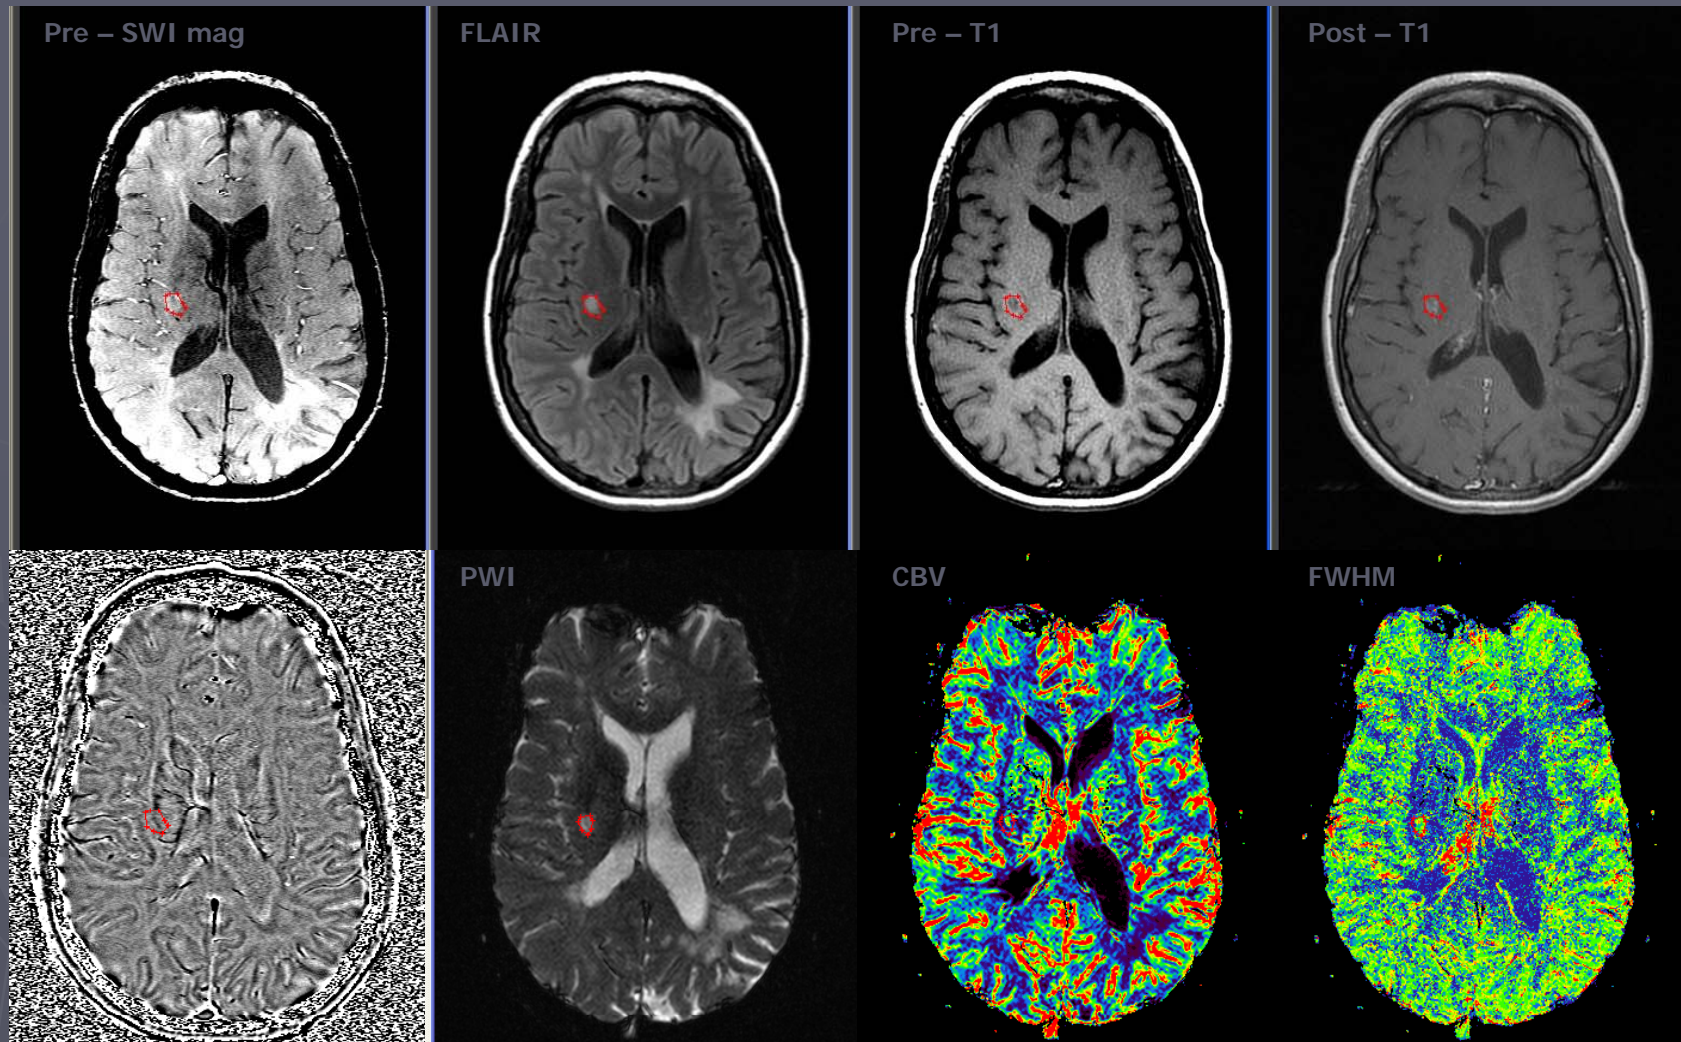 Pre – SWI mag
FLAIR
Pre – T1
Post – T1
PWI
CBV
FWHM